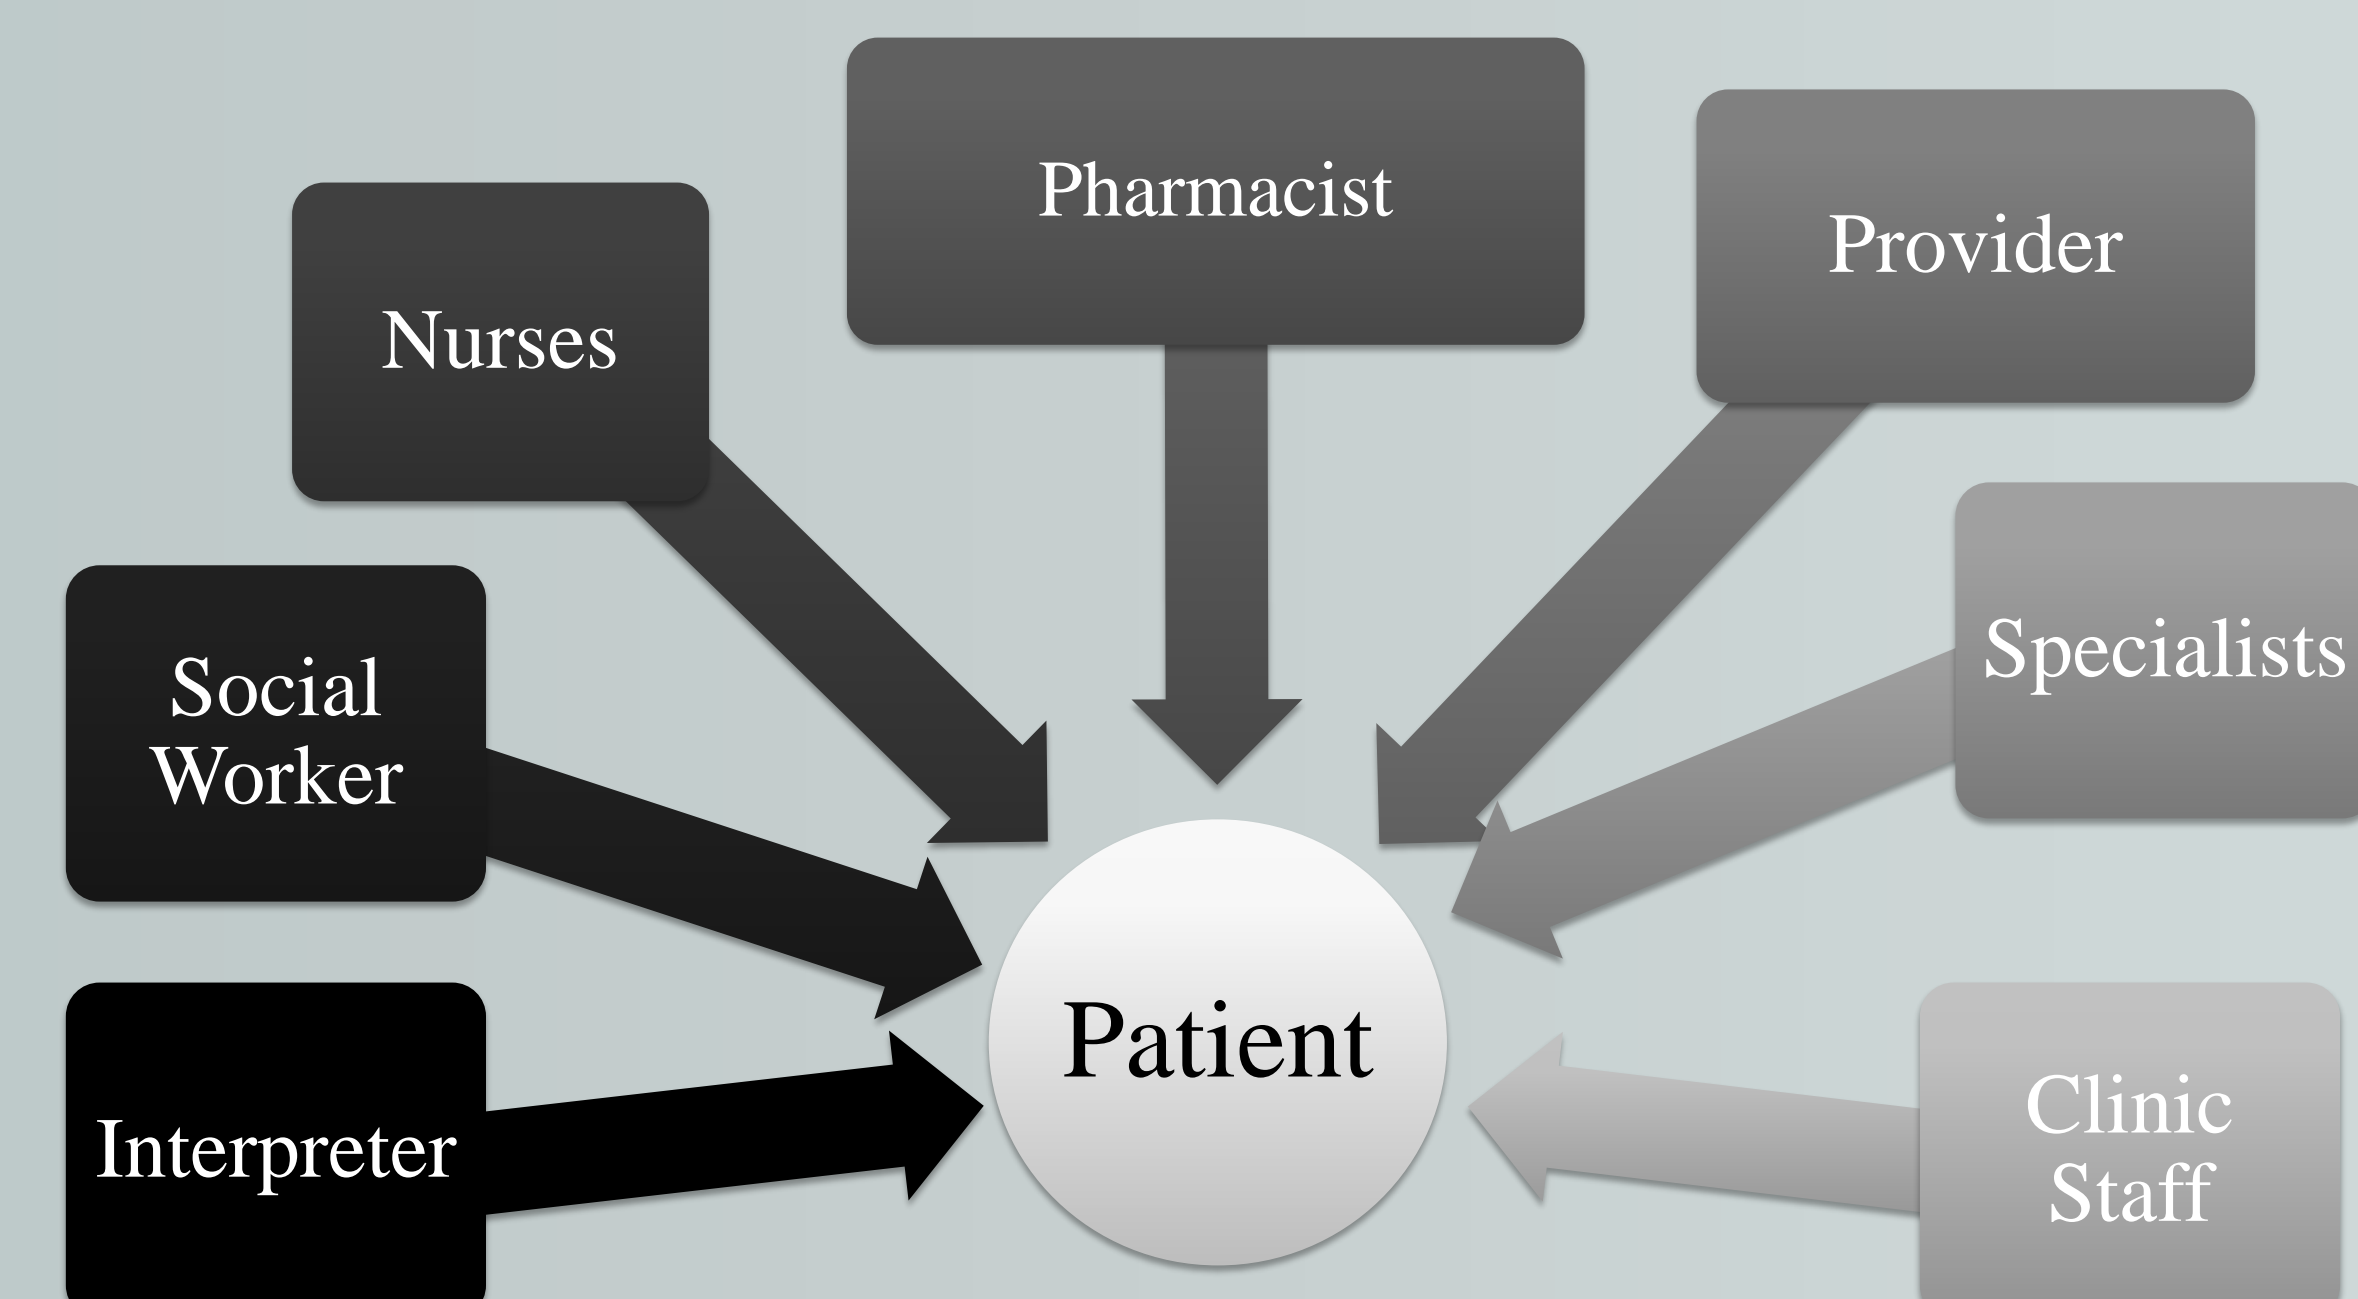 Pharmacist
Provider
Nurses
Specialists
Social
Worker
Patient
Interpreter
Clinic
Staff